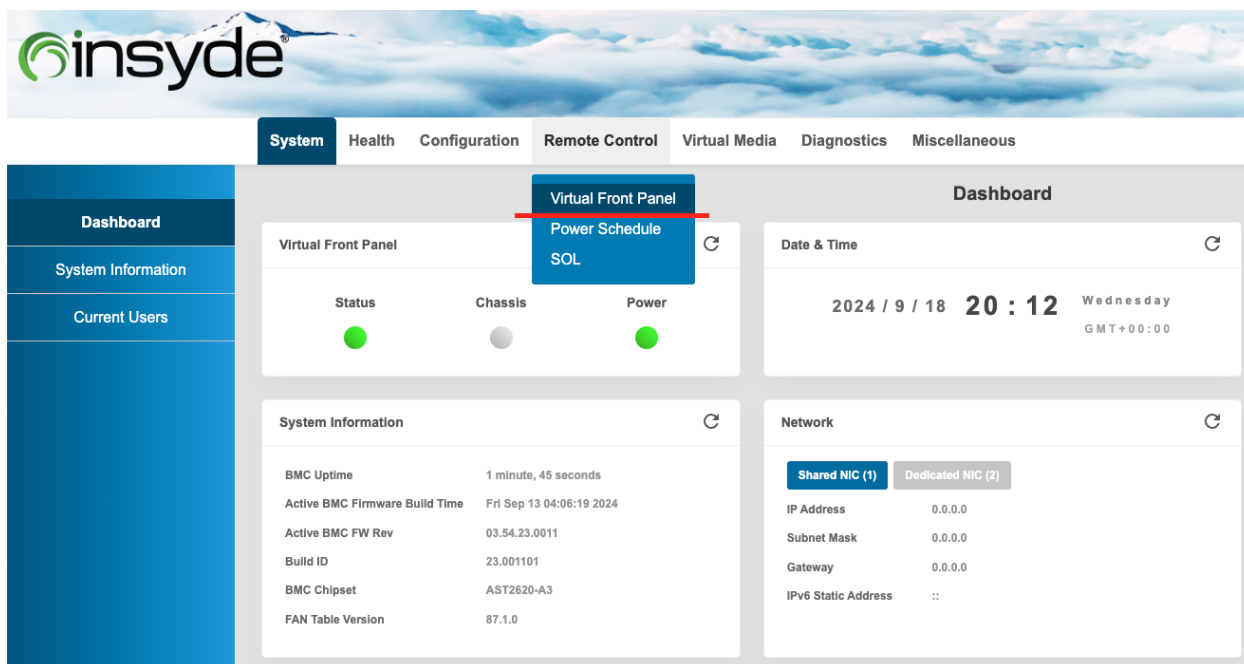 insyde®
System Health Configuration Remote Control Virtual Media Diagnostics Miscellaneous
Dashboard
System Information
Current Users
Virtual Front Panel
Power Schedule
SOL
Dashboard
Virtual Front Panel
Status Chassis Power
Date & Time
2024 / 9 / 18 20 : 12 Wednesday
GMT+00:00
System Information
BMC Uptime 1 minute, 45 seconds
Active BMC Firmware Build Time Fri Sep 13 04:06:19 2024
Active BMC FW Rev 03.54.23.0011
Build ID 23.001101
BMC Chipset AST2620-A3
FAN Table Version 87.1.0
Network
Shared NIC (1) Dedicated NIC (2)
IP Address 0.0.0.0
Subnet Mask 0.0.0.0
Gateway 0.0.0.0
IPv6 Static Address ::